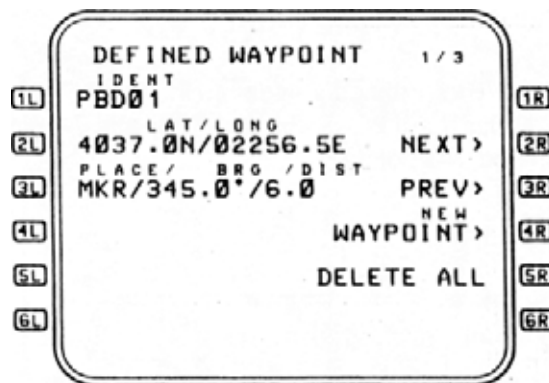 DEFINED WAYPOINT 1/3
IDENT
1L PBD01 1R
LAT/LONG
2L 4037.0N/02256.5E NEXT> 2R
PLACE/ BRG /DIST
3L MKR/345.0°/6.0 PREV> 3R
NEW
4L WAYPOINT> 4R
5L DELETE ALL 5R
6L 6R